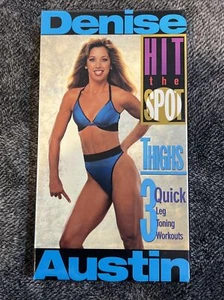 Denise
HIT
the
SPOT
THIGHS
3 Quick
Leg
Toning
Workouts
Austin